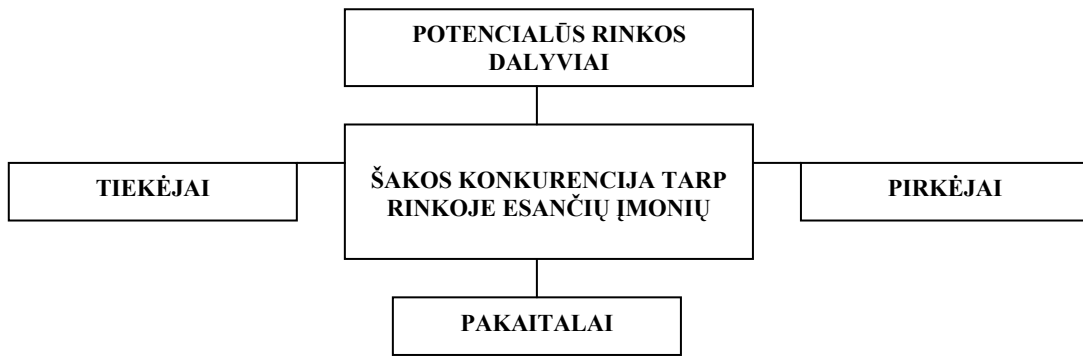 POTENCIALŪS RINKOS
DALYVIAI
TIEKĖJAI
ŠAKOS KONKURENCIJA TARP
RINKOJE ESANČIŲ ĮMONIŲ
PIRKĖJAI
PAKAITALAI